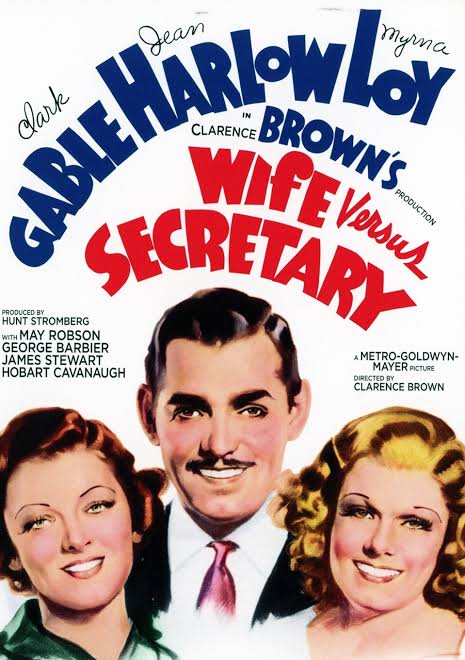 Clark Jean Myrna
GABLE HARLOW LOY
IN
CLARENCE BROWN'S
PRODUCTION
WIFE Versus
SECRETARY
PRODUCED BY
HUNT STROMBERG
WITH MAY ROBSON
GEORGE BARBIER
JAMES STEWART
HOBART CAVANAUGH
A METRO-GOLDWYN-
MAYER PICTURE
DIRECTED BY
CLARENCE BROWN